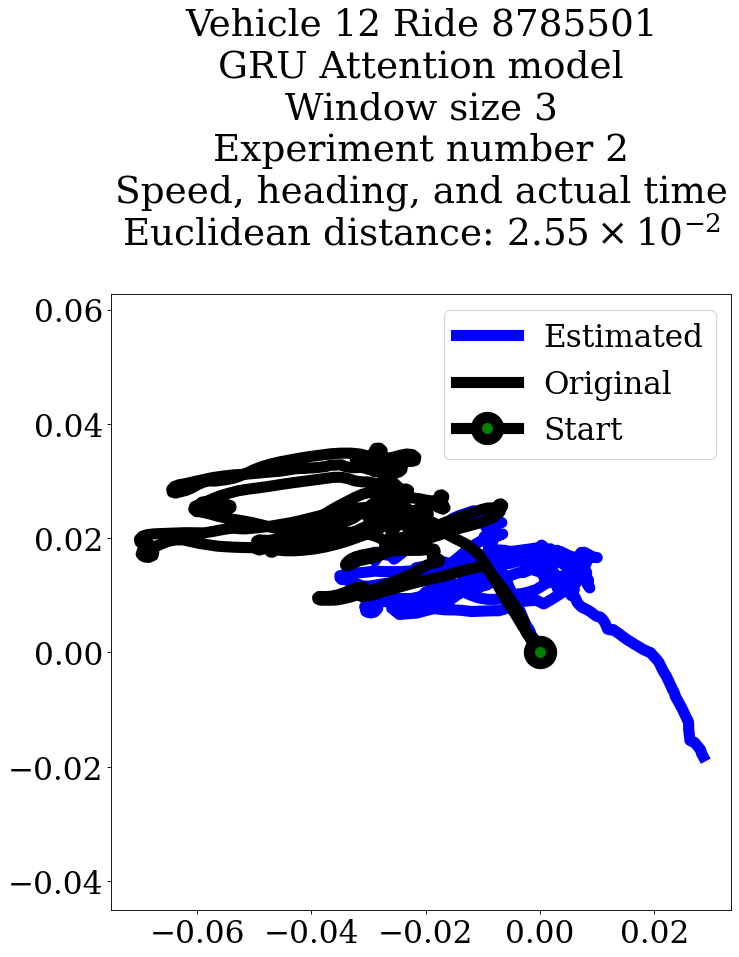 Vehicle 12 Ride 8785501
GRU Attention model
Window size 3
Experiment number 2
Speed, heading, and actual time
Euclidean distance: 2.55 × 10⁻²
Estimated
Original
Start
0.06
0.04
0.02
0.00
−0.02
−0.04
−0.06
−0.04
−0.02
0.00
0.02